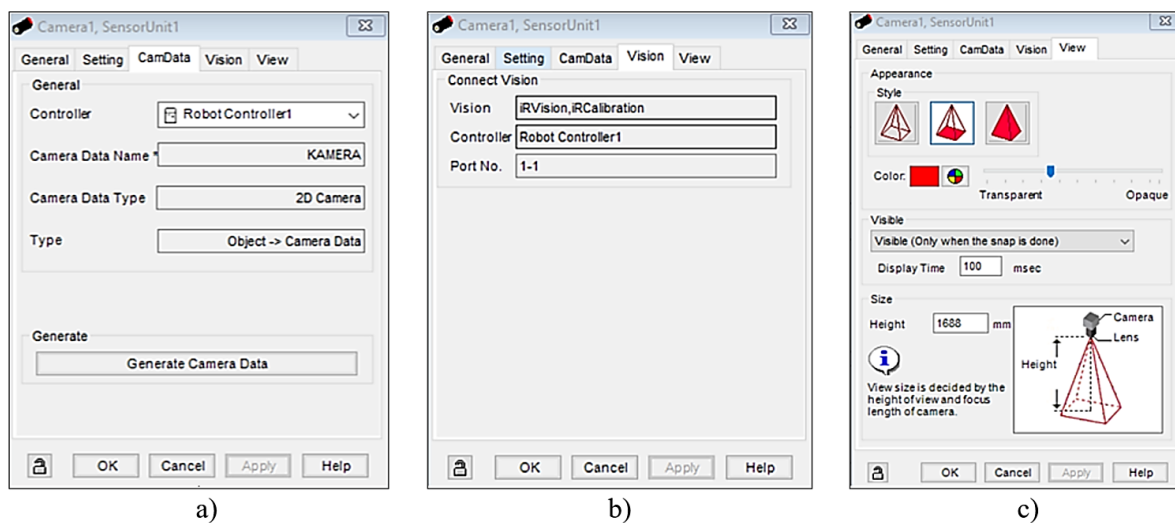 Camera1, SensorUnit1
General Setting CamData Vision View
General
Controller Robot Controller1
Camera Data Name * KAMERA
Camera Data Type 2D Camera
Type Object -> Camera Data
Generate
Generate Camera Data
OK Cancel Apply Help
a)
Camera1, SensorUnit1
General Setting CamData Vision View
Connect Vision
Vision iRVision,iRCalibration
Controller Robot Controller1
Port No. 1-1
OK Cancel Apply Help
b)
Camera1, SensorUnit1
General Setting CamData Vision View
Appearance
Style
Color:
Transparent Opaque
Visible
Visible (Only when the snap is done)
Display Time 100 msec
Size
Height 1688 mm
Camera
Lens
Height
i
View size is decided by the
height of view and focus
length of camera.
OK Cancel Apply Help
c)